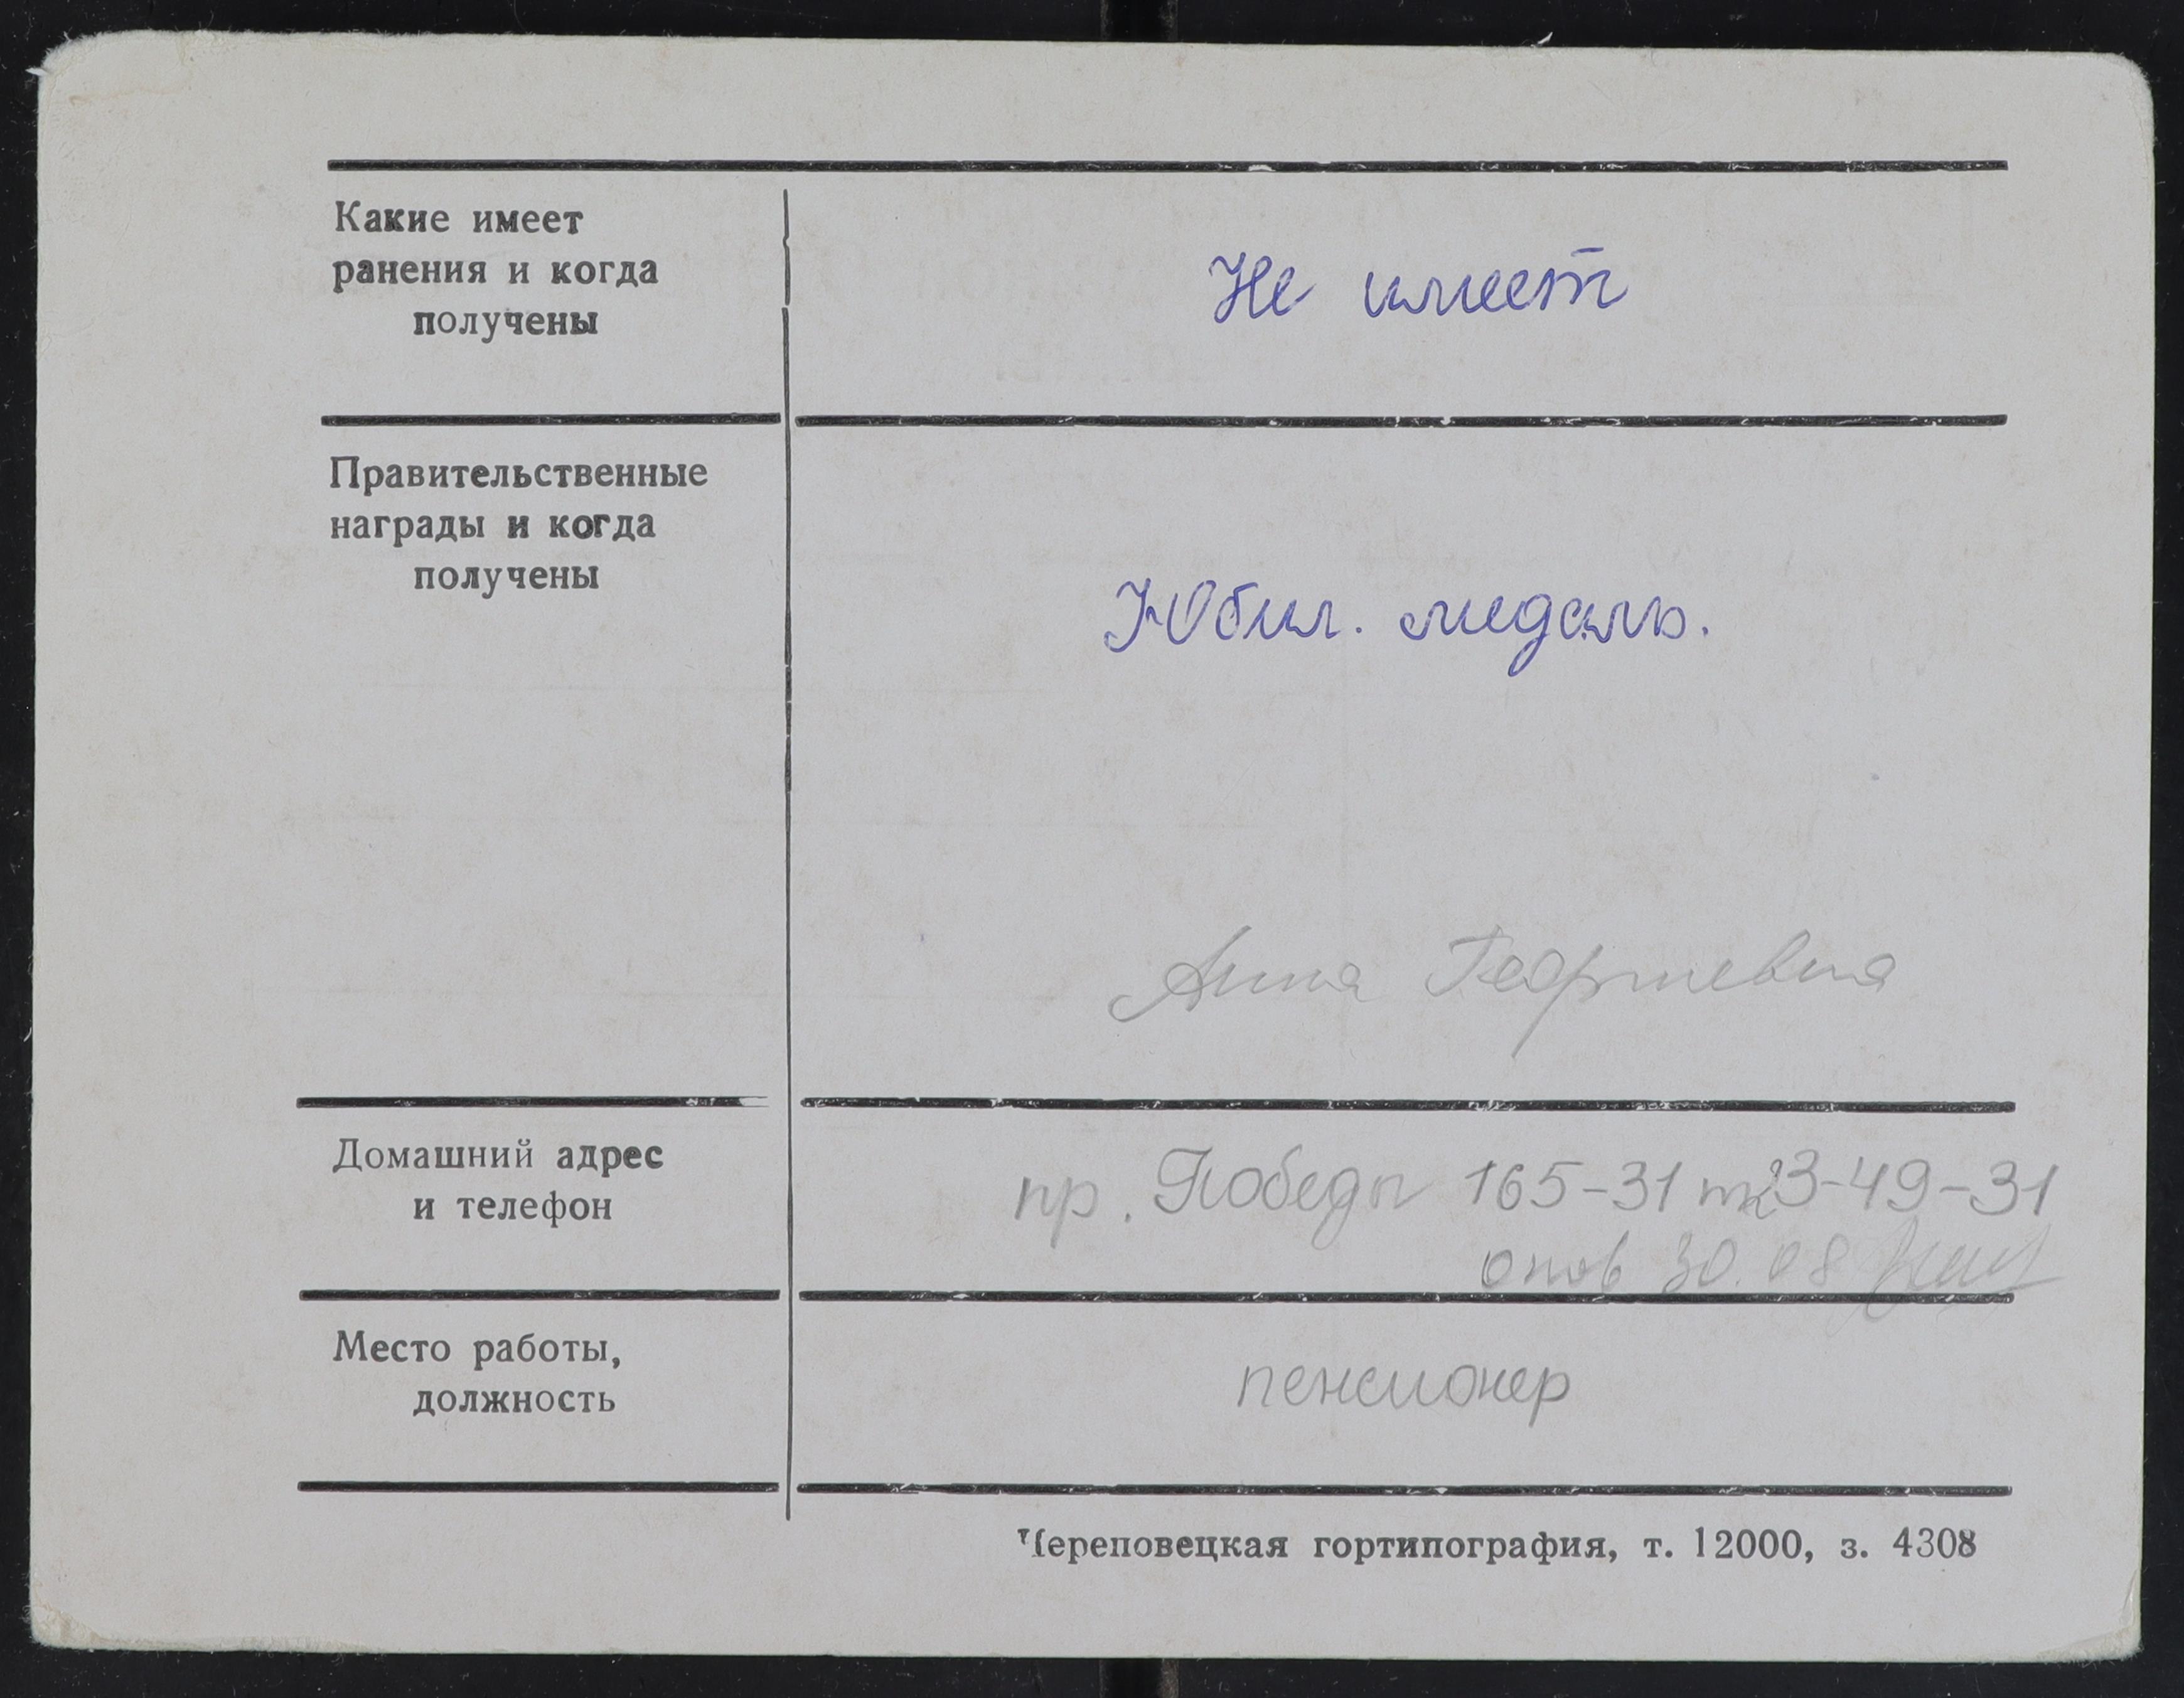 Какие имеет
ранения и когда
получены
Не имеет
Правительственные
награды и когда
получены
Юбил. медаль.
Анна Георгиевна
Домашний адрес
и телефон
пр. Победы 165-31 т. 3-49-31
30.08
Место работы,
должность
пенсионер
Череповецкая гортипография, т. 12000, з. 4308